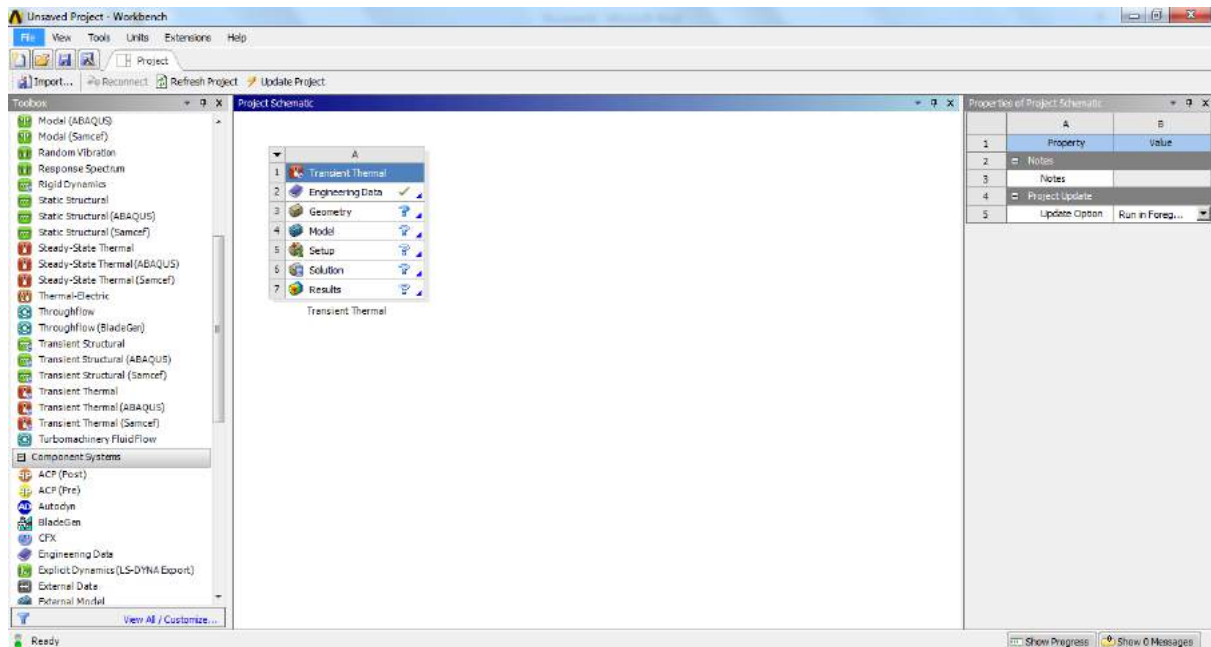 Unsaved Project - Workbench
File View Tools Units Extensions Help
Project
Import... Reconnect Refresh Project Update Project
Toolbox
Modal (ABAQUS)
Modal (Samcef)
Random Vibration
Response Spectrum
Rigid Dynamics
Static Structural
Static Structural (ABAQUS)
Static Structural (Samcef)
Steady-State Thermal
Steady-State Thermal (ABAQUS)
Steady-State Thermal (Samcef)
Thermal-Electric
Throughflow
Throughflow (BladeGen)
Transient Structural
Transient Structural (ABAQUS)
Transient Structural (Samcef)
Transient Thermal
Transient Thermal (ABAQUS)
Transient Thermal (Samcef)
Turbomachinery Fluid Flow
Component Systems
ACP (Post)
ACP (Pre)
Autodyn
BladeGen
CFX
Engineering Data
Explicit Dynamics (LS-DYNA Export)
External Data
External Model
View All / Customize...
Project Schematic
A
1 Transient Thermal
2 Engineering Data
3 Geometry ?
4 Model ?
5 Setup ?
6 Solution ?
7 Results ?
Transient Thermal
Properties of Project Schematic
A B
1 Property Value
2 Notes
3 Notes
4 Project Update
5 Update Option Run in Foreg...
Ready
Show Progress Show 0 Messages